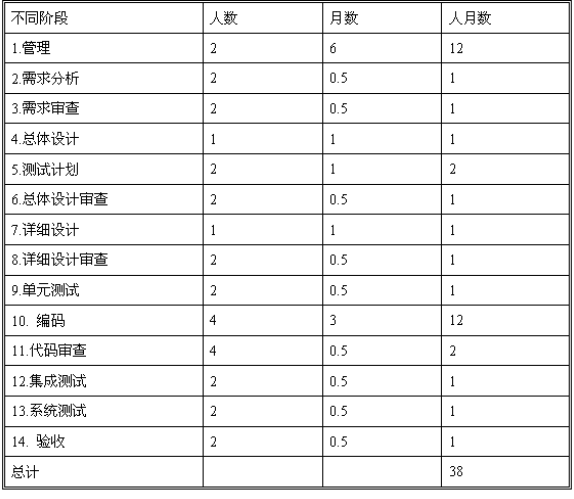 不同阶段 人数 月数 人月数
1.管理 2 6 12
2.需求分析 2 0.5 1
3.需求审查 2 0.5 1
4.总体设计 1 1 1
5.测试计划 2 1 2
6.总体设计审查 2 0.5 1
7.详细设计 1 1 1
8.详细设计审查 2 0.5 1
9.单元测试 2 0.5 1
10. 编码 4 3 12
11.代码审查 4 0.5 2
12.集成测试 2 0.5 1
13.系统测试 2 0.5 1
14. 验收 2 0.5 1
总计 38